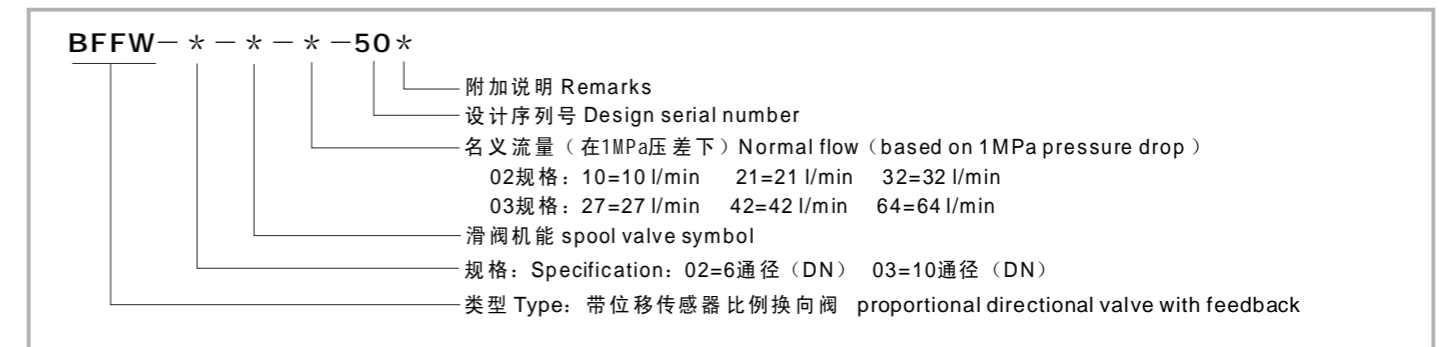 BFFW－＊－＊－＊－50＊
附加说明 Remarks
设计序列号 Design serial number
名义流量（在1MPa压差下）Normal flow（based on 1MPa pressure drop）
02规格：10=10 l/min 21=21 l/min 32=32 l/min
03规格：27=27 l/min 42=42 l/min 64=64 l/min
滑阀机能 spool valve symbol
规格：Specification：02=6通径（DN） 03=10通径（DN）
类型 Type：带位移传感器比例换向阀 proportional directional valve with feedback